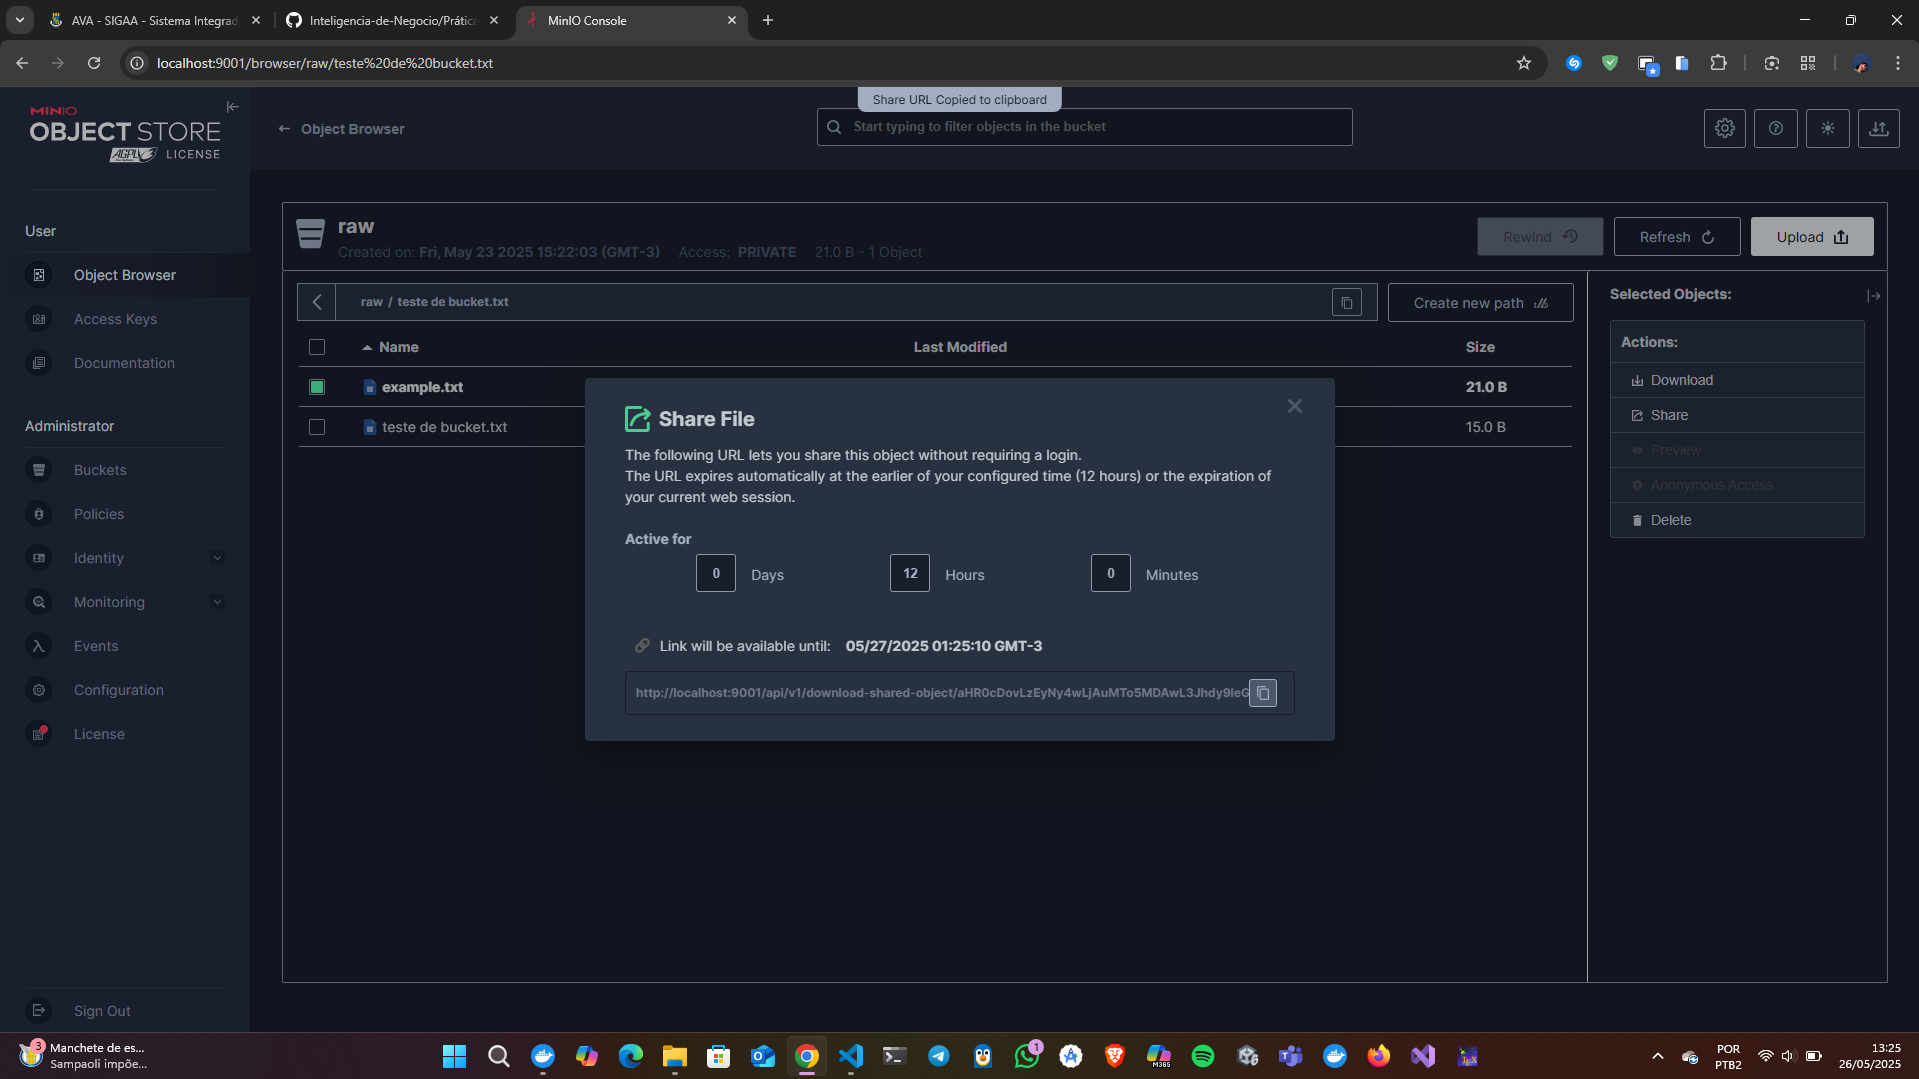 AVA - SIGAA - Sistema Integrad
Inteligencia-de-Negocio/Prátic
MinIO Console
localhost:9001/browser/raw/teste%20de%20bucket.txt
Share URL Copied to clipboard
MINIO
OBJECT STORE
AGPLv3 LICENSE
Object Browser
Start typing to filter objects in the bucket
User
Object Browser
Access Keys
Documentation
Administrator
Buckets
Policies
Identity
Monitoring
Events
Configuration
License
Sign Out
raw
Created on: Fri, May 23 2025 15:22:03 (GMT-3) Access: PRIVATE 21.0 B - 1 Object
Rewind
Refresh
Upload
raw / teste de bucket.txt
Create new path
Name Last Modified Size
example.txt 21.0 B
teste de bucket.txt 15.0 B
Selected Objects:
Actions:
Download
Share
Preview
Anonymous Access
Delete
Share File
The following URL lets you share this object without requiring a login.
The URL expires automatically at the earlier of your configured time (12 hours) or the expiration of
your current web session.
Active for
0 Days 12 Hours 0 Minutes
Link will be available until: 05/27/2025 01:25:10 GMT-3
http://localhost:9001/api/v1/download-shared-object/aHR0cDovLzEyNy4wLjAuMTo5MDAwL3Jhdy9leG
3
Manchete de es...
Sampaoli impõe...
1
M365
POR
PTB2
13:25
26/05/2025